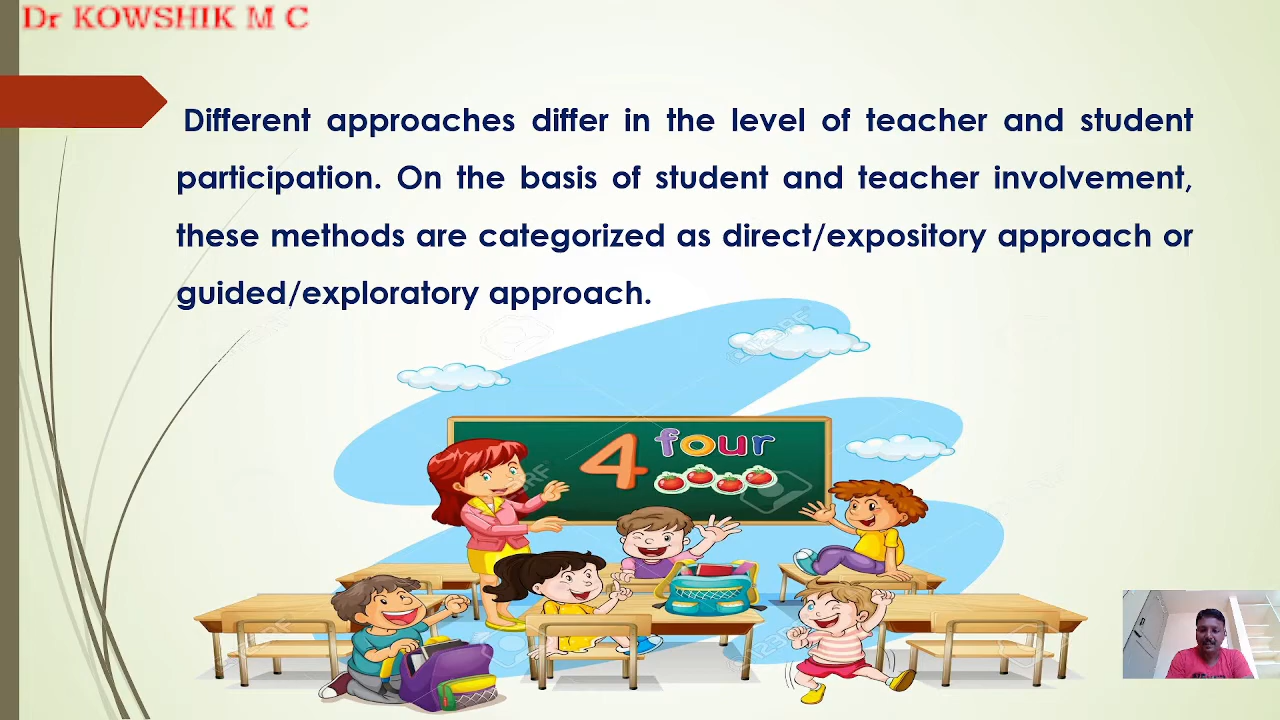 Dr KOWSHIK M C
Different approaches differ in the level of teacher and student
participation. On the basis of student and teacher involvement,
these methods are categorized as direct/expository approach or
guided/exploratory approach.
4 four